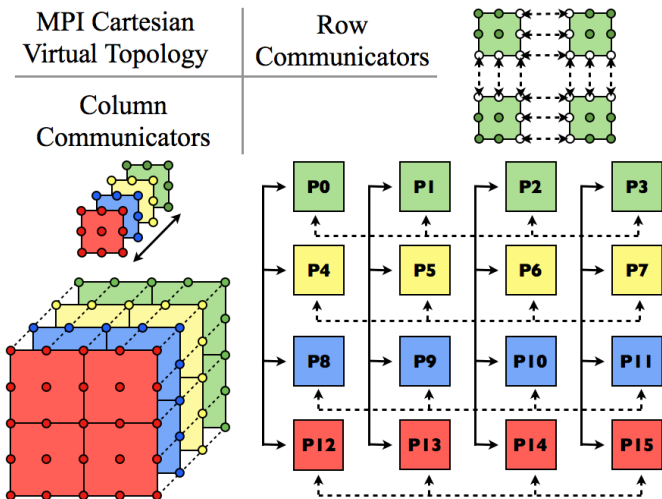 MPI Cartesian
Virtual Topology
Row
Communicators
Column
Communicators
P0 P1 P2 P3
P4 P5 P6 P7
P8 P9 P10 P11
P12 P13 P14 P15